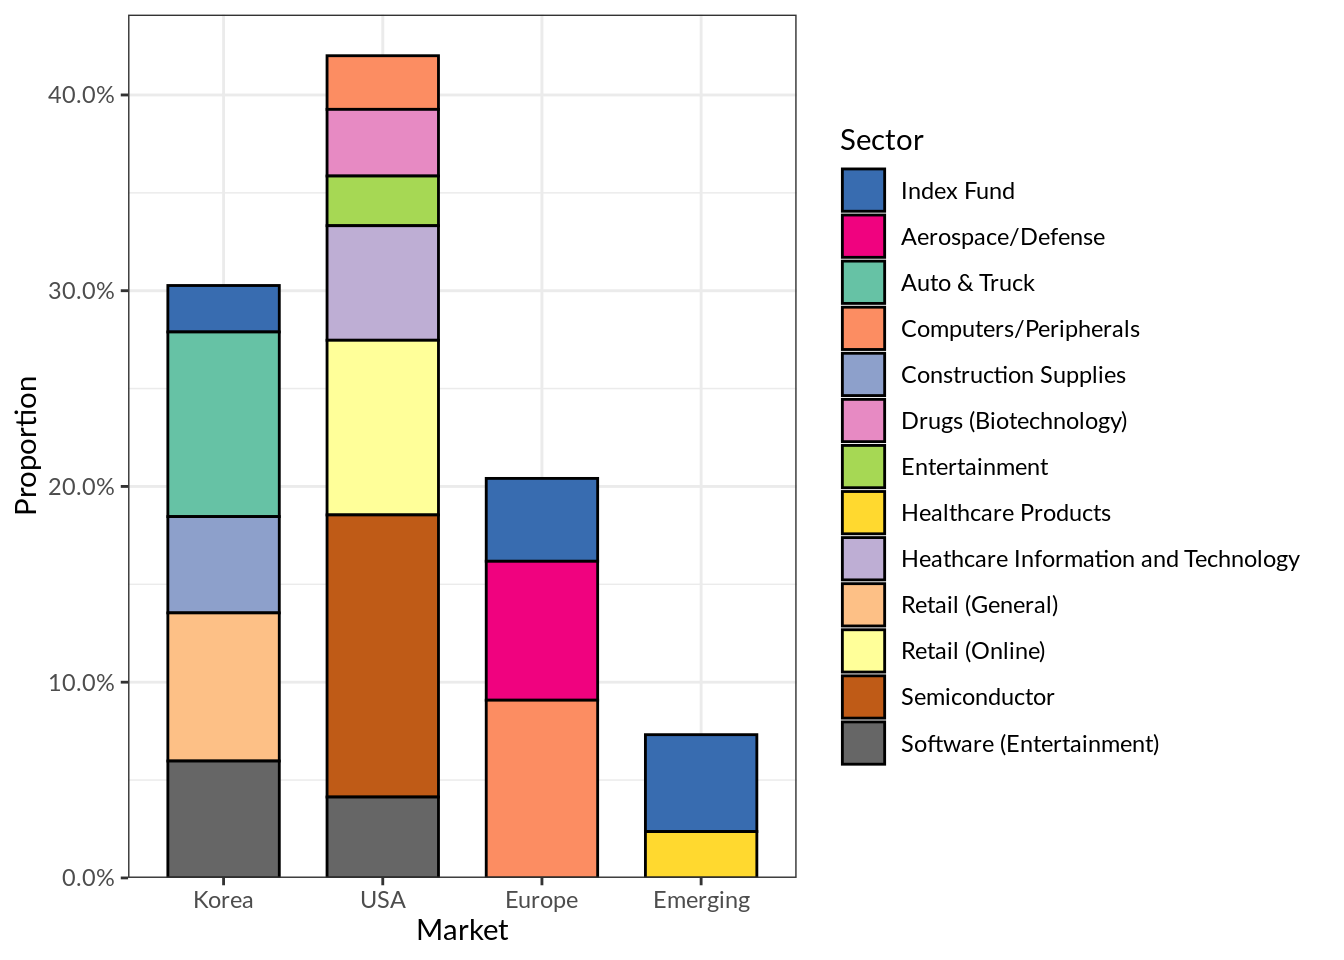 40.0%
30.0%
20.0%
10.0%
0.0%
Proportion
Korea
USA
Europe
Emerging
Market
Sector
Index Fund
Aerospace/Defense
Auto & Truck
Computers/Peripherals
Construction Supplies
Drugs (Biotechnology)
Entertainment
Healthcare Products
Heathcare Information and Technology
Retail (General)
Retail (Online)
Semiconductor
Software (Entertainment)